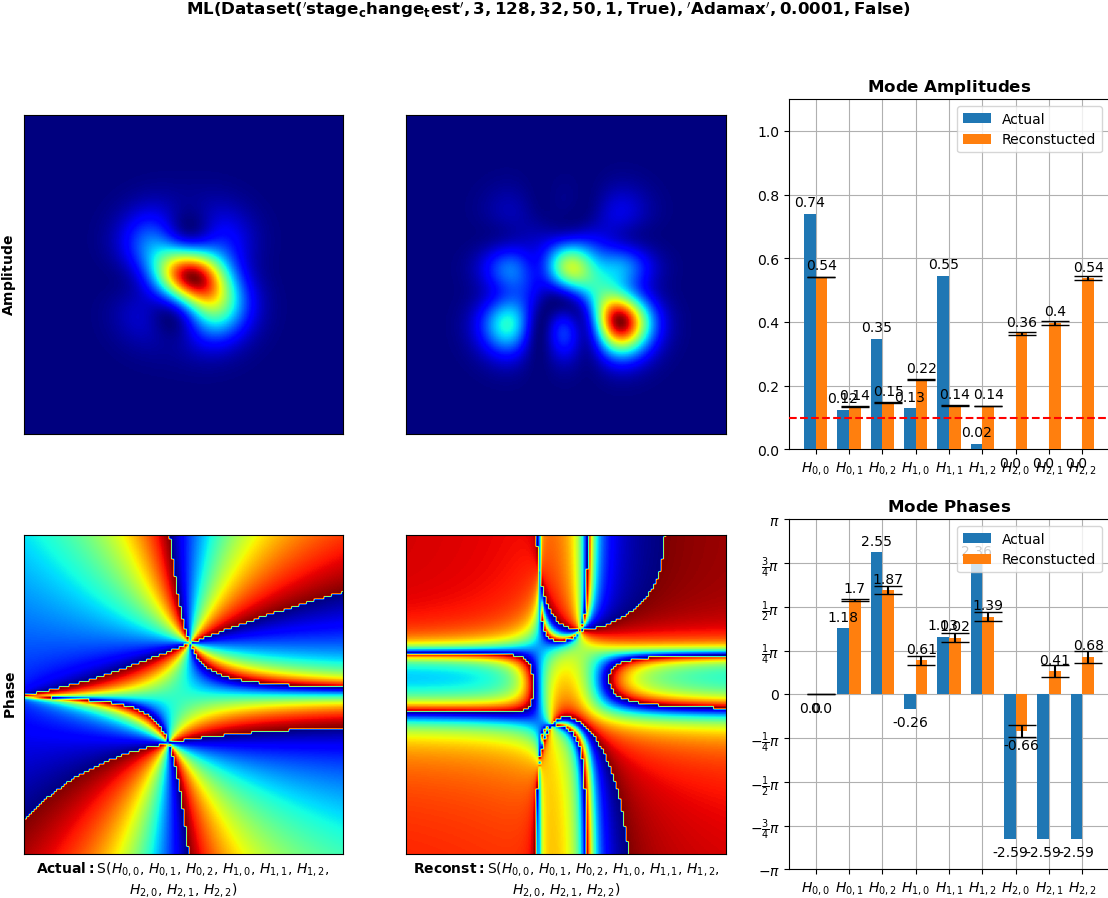 ML(Dataset('stage_change_test', 3, 128, 32, 50, 1, True), 'Adamax', 0.0001, False)
Amplitude
Mode Amplitudes
Actual
Reconstucted
1.0
0.8
0.6
0.4
0.2
0.0
0.74
0.54
0.12
0.14
0.35
0.15
0.13
0.22
0.55
0.14
0.02
0.14
0.0
0.36
0.0
0.4
0.0
0.54
H0,0 H0,1 H0,2 H1,0 H1,1 H1,2 H2,0 H2,1 H2,2
Phase
Mode Phases
Actual
Reconstucted
π
3/4π
1/2π
1/4π
0
−1/4π
−1/2π
−3/4π
−π
0.0
0.0
1.18
1.7
2.55
1.87
-0.26
0.61
1.03
1.02
2.36
1.39
-2.59
-0.66
-2.59
0.41
-2.59
0.68
H0,0 H0,1 H0,2 H1,0 H1,1 H1,2 H2,0 H2,1 H2,2
Actual: S(H0,0, H0,1, H0,2, H1,0, H1,1, H1,2,
H2,0, H2,1, H2,2)
Reconst: S(H0,0, H0,1, H0,2, H1,0, H1,1, H1,2,
H2,0, H2,1, H2,2)